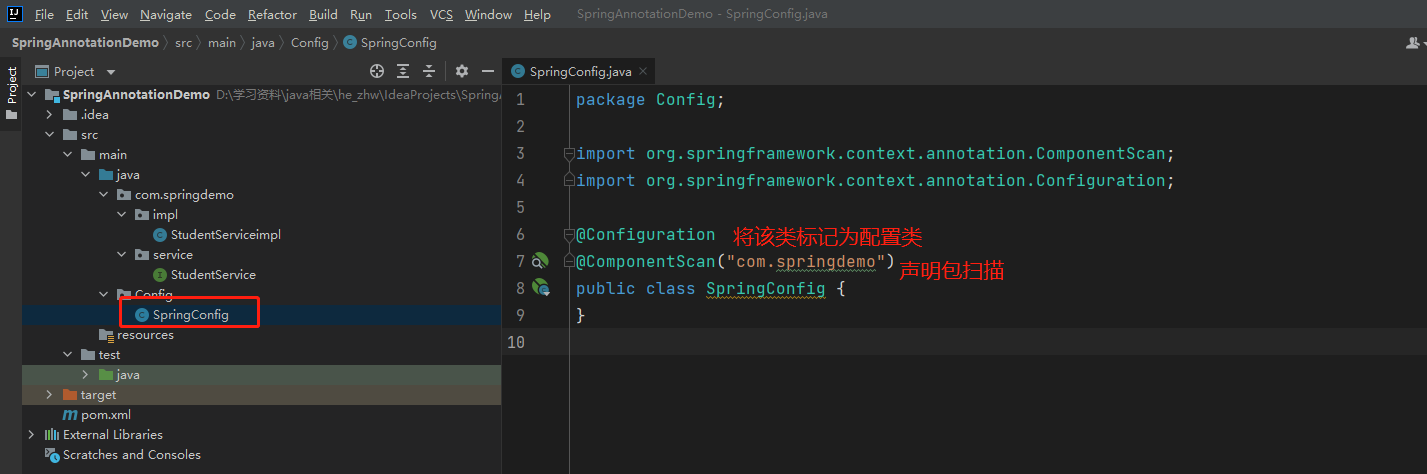 IJ
File Edit View Navigate Code Refactor Build Run Tools VCS Window Help SpringAnnotationDemo - SpringConfig.java
SpringAnnotationDemo src main java Config SpringConfig
Project
Project
SpringConfig.java
SpringAnnotationDemo D:\学习资料\java相关\he_zhw\IdeaProjects\Spring
.idea
src
main
java
com.springdemo
impl
StudentServiceimpl
service
StudentService
Config
SpringConfig
resources
test
java
target
pom.xml
External Libraries
Scratches and Consoles
1 package Config;
2
3 import org.springframework.context.annotation.ComponentScan;
4 import org.springframework.context.annotation.Configuration;
5
6 @Configuration 将该类标记为配置类
7 @ComponentScan("com.springdemo") 声明包扫描
8 public class SpringConfig {
9 }
10